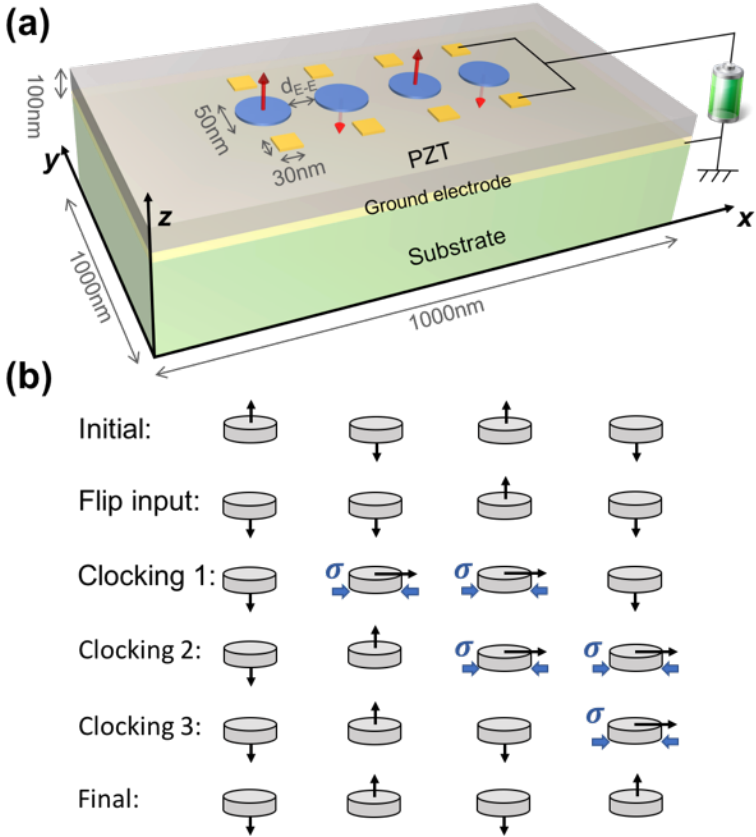 (a)
100nm
d_E-E
50nm
30nm
PZT
y
z
Ground electrode
x
Substrate
1000nm
1000nm
(b)
Initial:
Flip input:
Clocking 1: σ σ
Clocking 2: σ σ
Clocking 3: σ
Final: